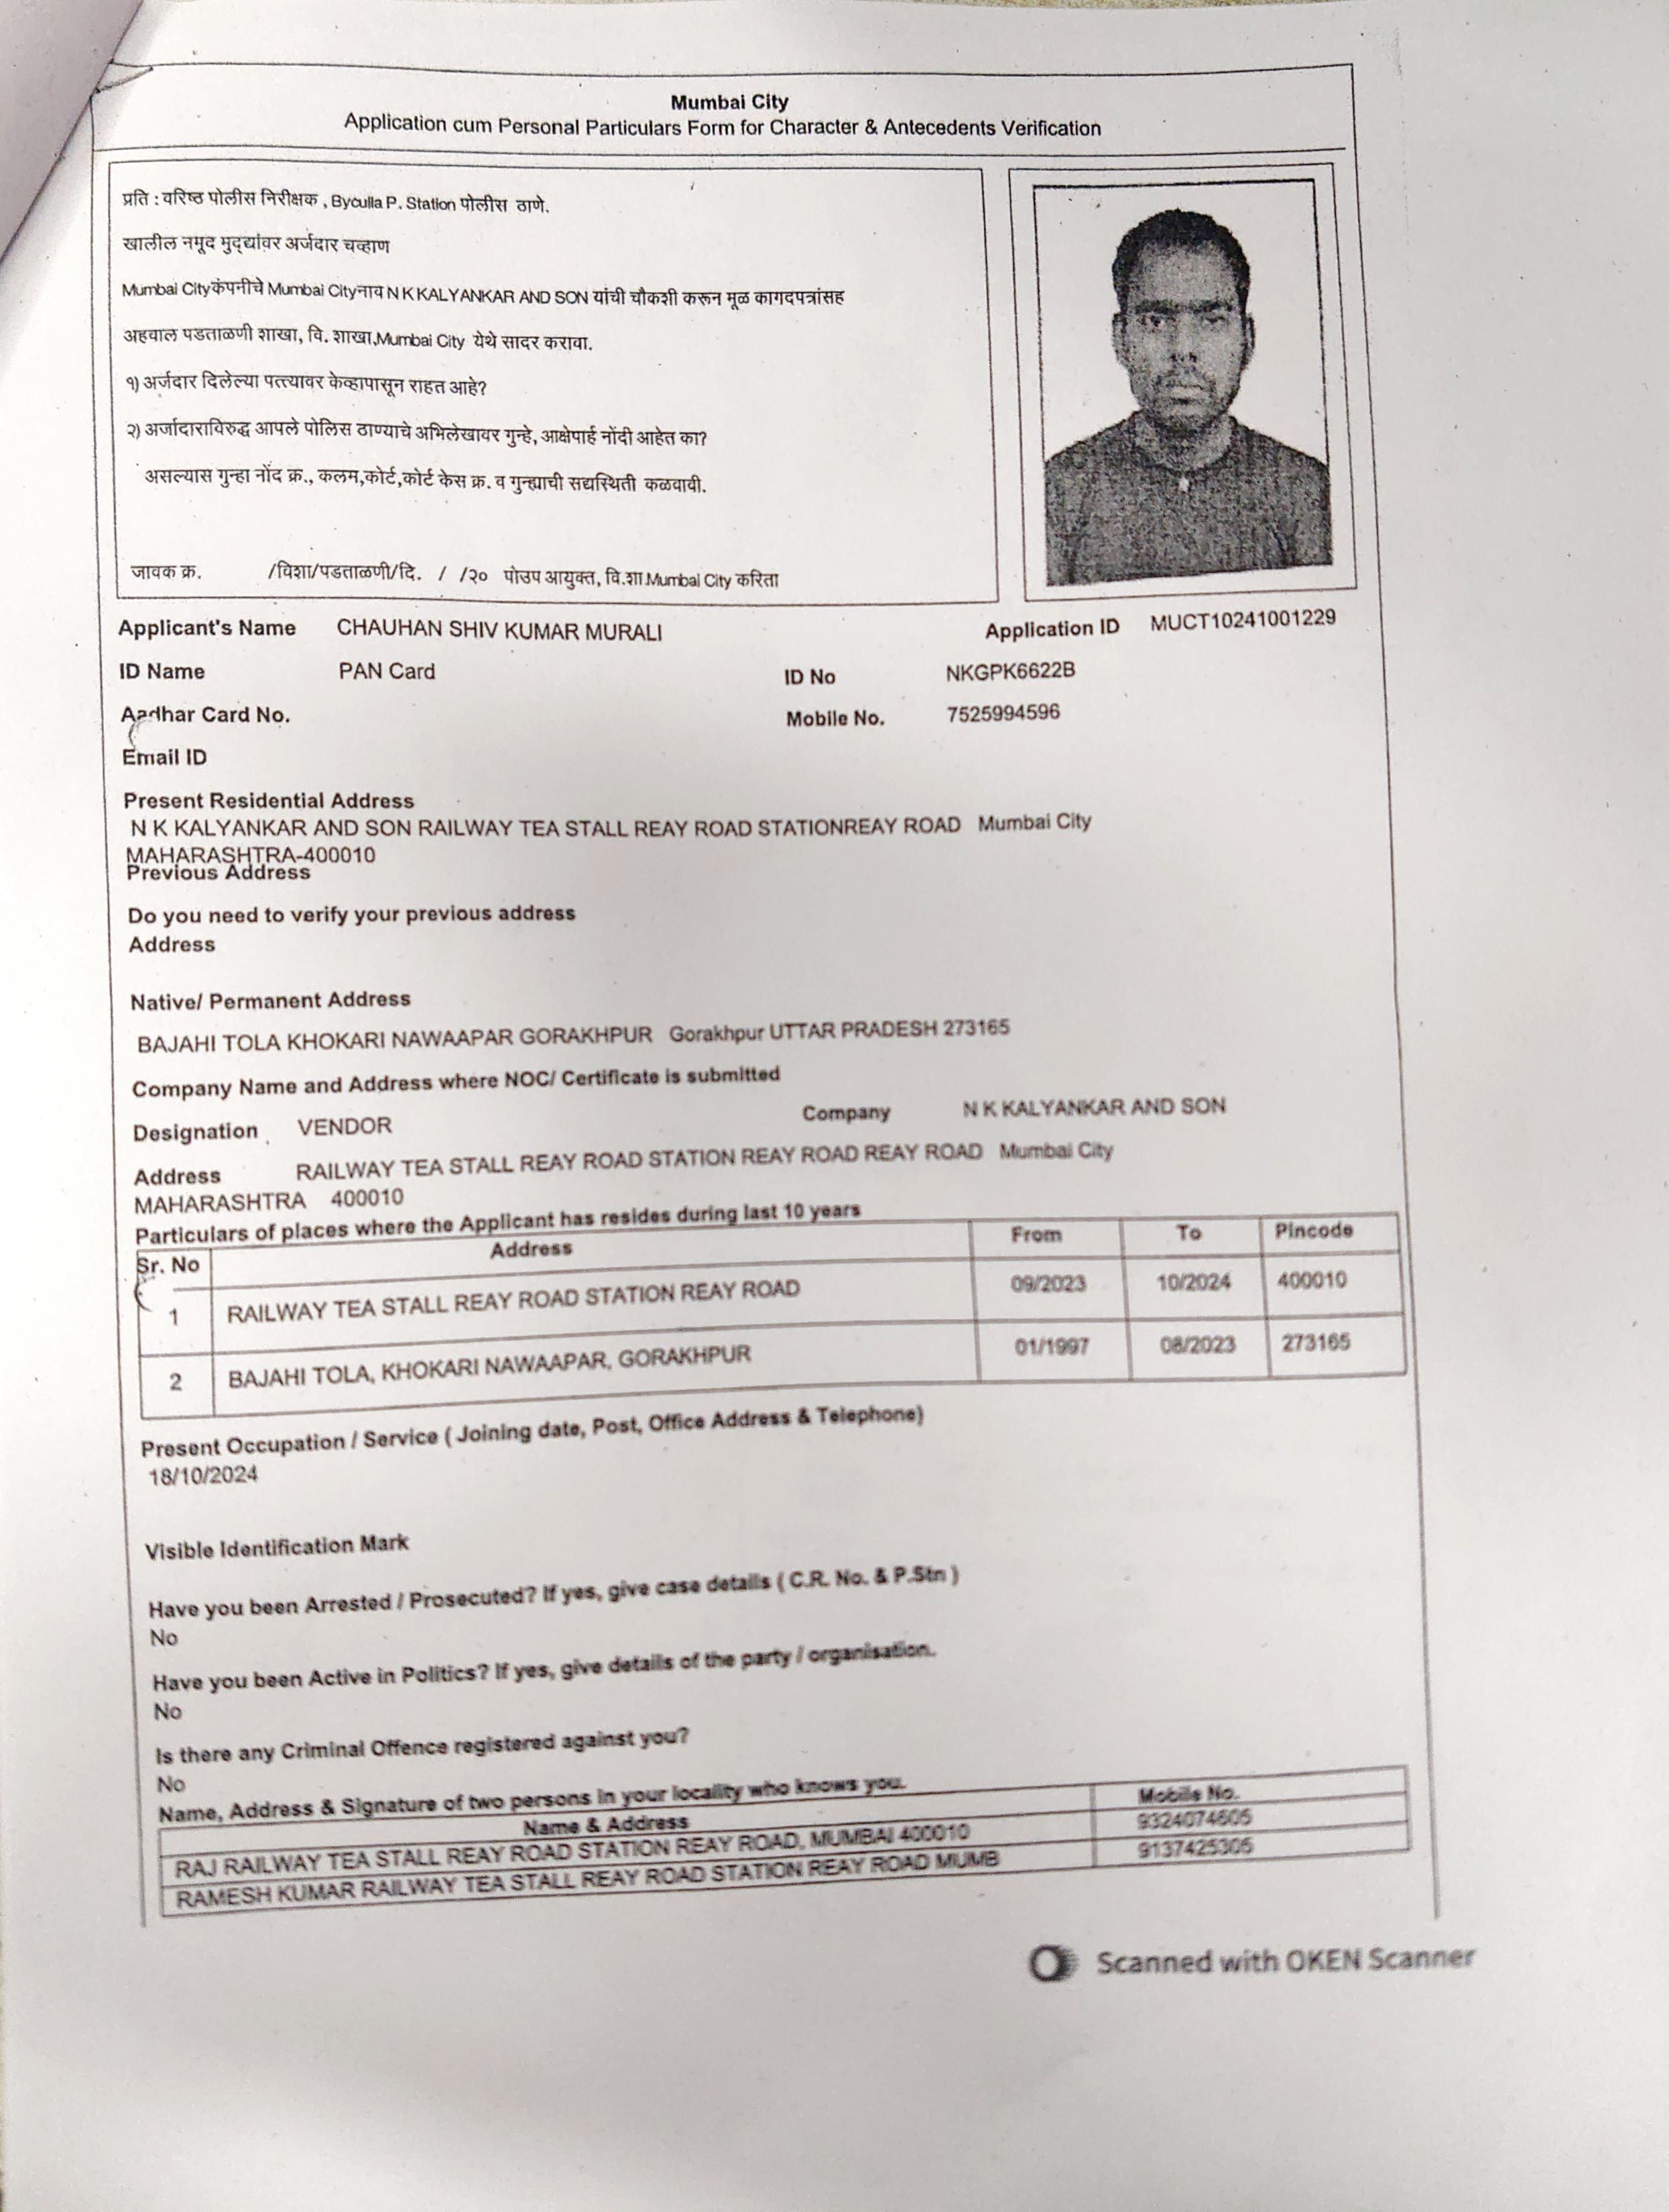 Mumbai City
Application cum Personal Particulars Form for Character & Antecedents Verification
प्रति : वरिष्ठ पोलीस निरीक्षक , Byculla P. Station पोलीस ठाणे.
खालील नमूद मुद्द्यांवर अर्जदार चव्हाण
Mumbai Cityकंपनीचे Mumbai Cityनाव N K KALYANKAR AND SON यांची चौकशी करून मूळ कागदपत्रांसह
अहवाल पडताळणी शाखा, वि. शाखा,Mumbai City येथे सादर करावा.
१) अर्जदार दिलेल्या पत्त्यावर केव्हापासून राहत आहे?
२) अर्जादाराविरुद्ध आपले पोलिस ठाण्याचे अभिलेखावर गुन्हे, आक्षेपार्ह नोंदी आहेत का?
असल्यास गुन्हा नोंद क्र., कलम,कोर्ट,कोर्ट केस क्र. व गुन्ह्याची सद्यस्थिती कळवावी.
जावक क्र. /विशा/पडताळणी/दि. / /२० पोउप आयुक्त, वि.शा.Mumbai City करिता
Applicant's Name CHAUHAN SHIV KUMAR MURALI Application ID MUCT10241001229
ID Name PAN Card ID No NKGPK6622B
Aadhar Card No. Mobile No. 7525994596
Email ID
Present Residential Address
N K KALYANKAR AND SON RAILWAY TEA STALL REAY ROAD STATIONREAY ROAD Mumbai City
MAHARASHTRA-400010
Previous Address
Do you need to verify your previous address
Address
Native/ Permanent Address
BAJAHI TOLA KHOKARI NAWAAPAR GORAKHPUR Gorakhpur UTTAR PRADESH 273165
Company Name and Address where NOC/ Certificate is submitted
Designation VENDOR Company N K KALYANKAR AND SON
Address RAILWAY TEA STALL REAY ROAD STATION REAY ROAD REAY ROAD Mumbai City
MAHARASHTRA 400010
Particulars of places where the Applicant has resides during last 10 years
Sr. No Address From To Pincode
1 RAILWAY TEA STALL REAY ROAD STATION REAY ROAD 09/2023 10/2024 400010
2 BAJAHI TOLA, KHOKARI NAWAAPAR, GORAKHPUR 01/1997 08/2023 273165
Present Occupation / Service ( Joining date, Post, Office Address & Telephone)
18/10/2024
Visible Identification Mark
Have you been Arrested / Prosecuted? If yes, give case details ( C.R. No. & P.Stn )
No
Have you been Active in Politics? If yes, give details of the party / organisation.
No
Is there any Criminal Offence registered against you?
No
Name, Address & Signature of two persons in your locality who knows you.
Name & Address Mobile No.
RAJ RAILWAY TEA STALL REAY ROAD STATION REAY ROAD, MUMBAI 400010 9324074605
RAMESH KUMAR RAILWAY TEA STALL REAY ROAD STATION REAY ROAD MUMB 9137425305
Scanned with OKEN Scanner